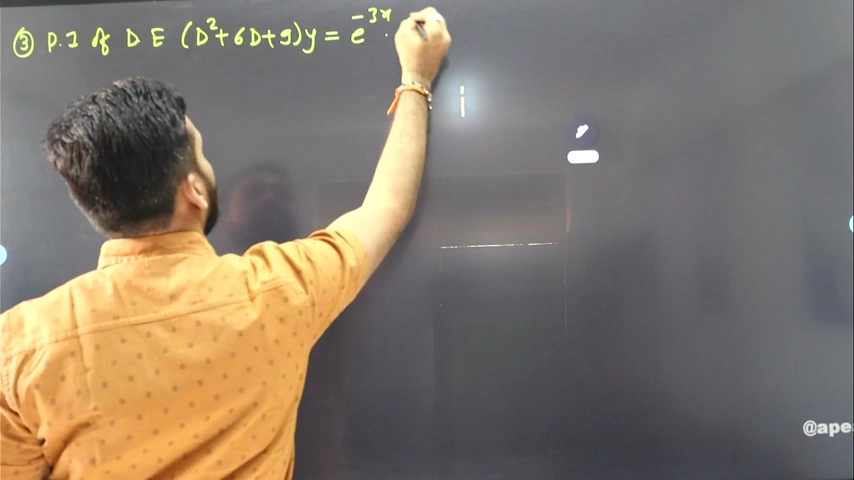 ③ P.I of D E (D²+6D+9)y = e⁻³ˣ.
@ape